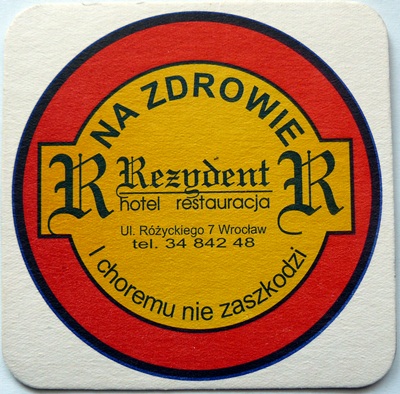 NA ZDROWIE
R Rezydent R
hotel restauracja
Ul. Różyckiego 7 Wrocław
tel. 34 842 48
I choremu nie zaszkodzi